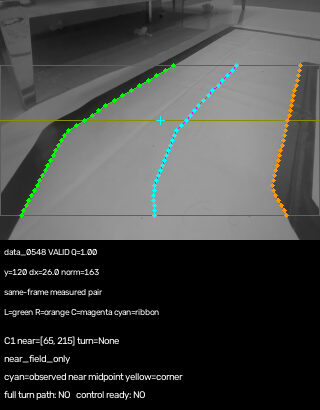 data_0548 VALID Q=1.00
y=120 dx=26.0 norm=163
same-frame measured pair
L=green R=orange C=magenta cyan=ribbon
C1 near=[65, 215] turn=None
near_field_only
cyan=observed near midpoint yellow=corner
full turn path: NO control ready: NO